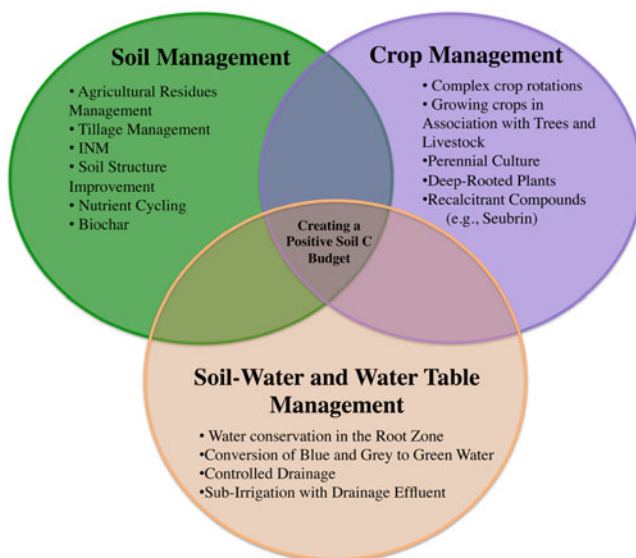 Soil Management
• Agricultural Residues
Management
• Tillage Management
• INM
• Soil Structure
Improvement
• Nutrient Cycling
• Biochar
Crop Management
• Complex crop rotations
• Growing crops in
Association with Trees and
Livestock
• Perennial Culture
•Deep-Rooted Plants
•Recalcitrant Compounds
(e.g., Seubrin)
Creating a
Positive Soil C
Budget
Soil-Water and Water Table
Management
• Water conservation in the Root Zone
•Conversion of Blue and Grey to Green Water
•Controlled Drainage
•Sub-Irrigation with Drainage Effluent